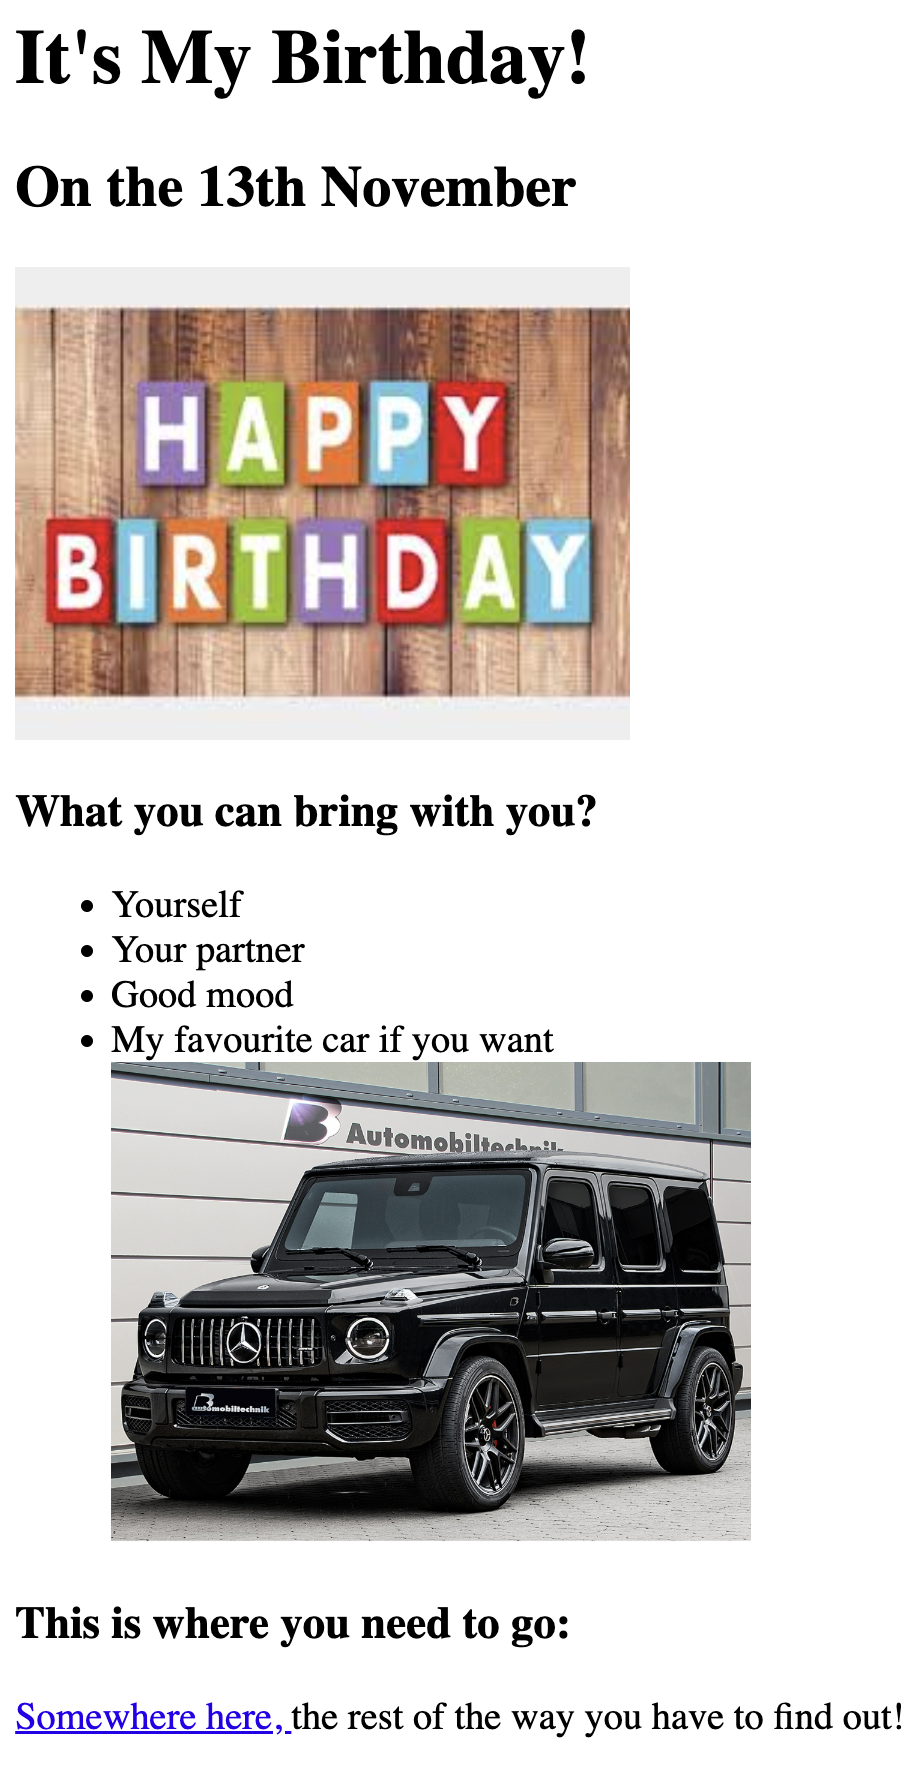 It's My Birthday!
On the 13th November
HAPPY
BIRTHDAY
What you can bring with you?
Yourself
Your partner
Good mood
My favourite car if you want
B Automobiltechnik
B automobiltechnik
This is where you need to go:
Somewhere here, the rest of the way you have to find out!